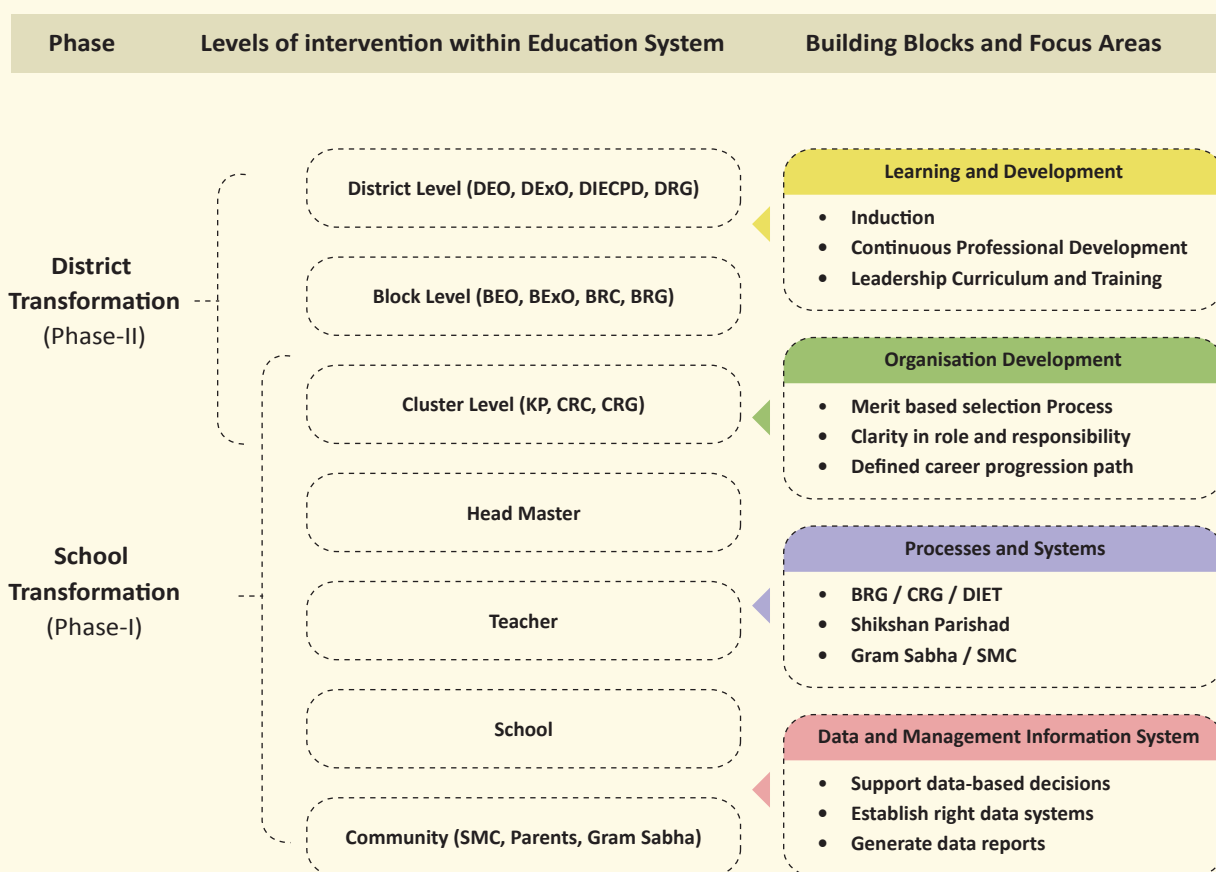 Phase
Levels of intervention within Education System
Building Blocks and Focus Areas
District
Transformation
(Phase-II)
School
Transformation
(Phase-I)
District Level (DEO, DExO, DIECPD, DRG)
Block Level (BEO, BExO, BRC, BRG)
Cluster Level (KP, CRC, CRG)
Head Master
Teacher
School
Community (SMC, Parents, Gram Sabha)
Learning and Development
• Induction
• Continuous Professional Development
• Leadership Curriculum and Training
Organisation Development
• Merit based selection Process
• Clarity in role and responsibility
• Defined career progression path
Processes and Systems
• BRG / CRG / DIET
• Shikshan Parishad
• Gram Sabha / SMC
Data and Management Information System
• Support data-based decisions
• Establish right data systems
• Generate data reports